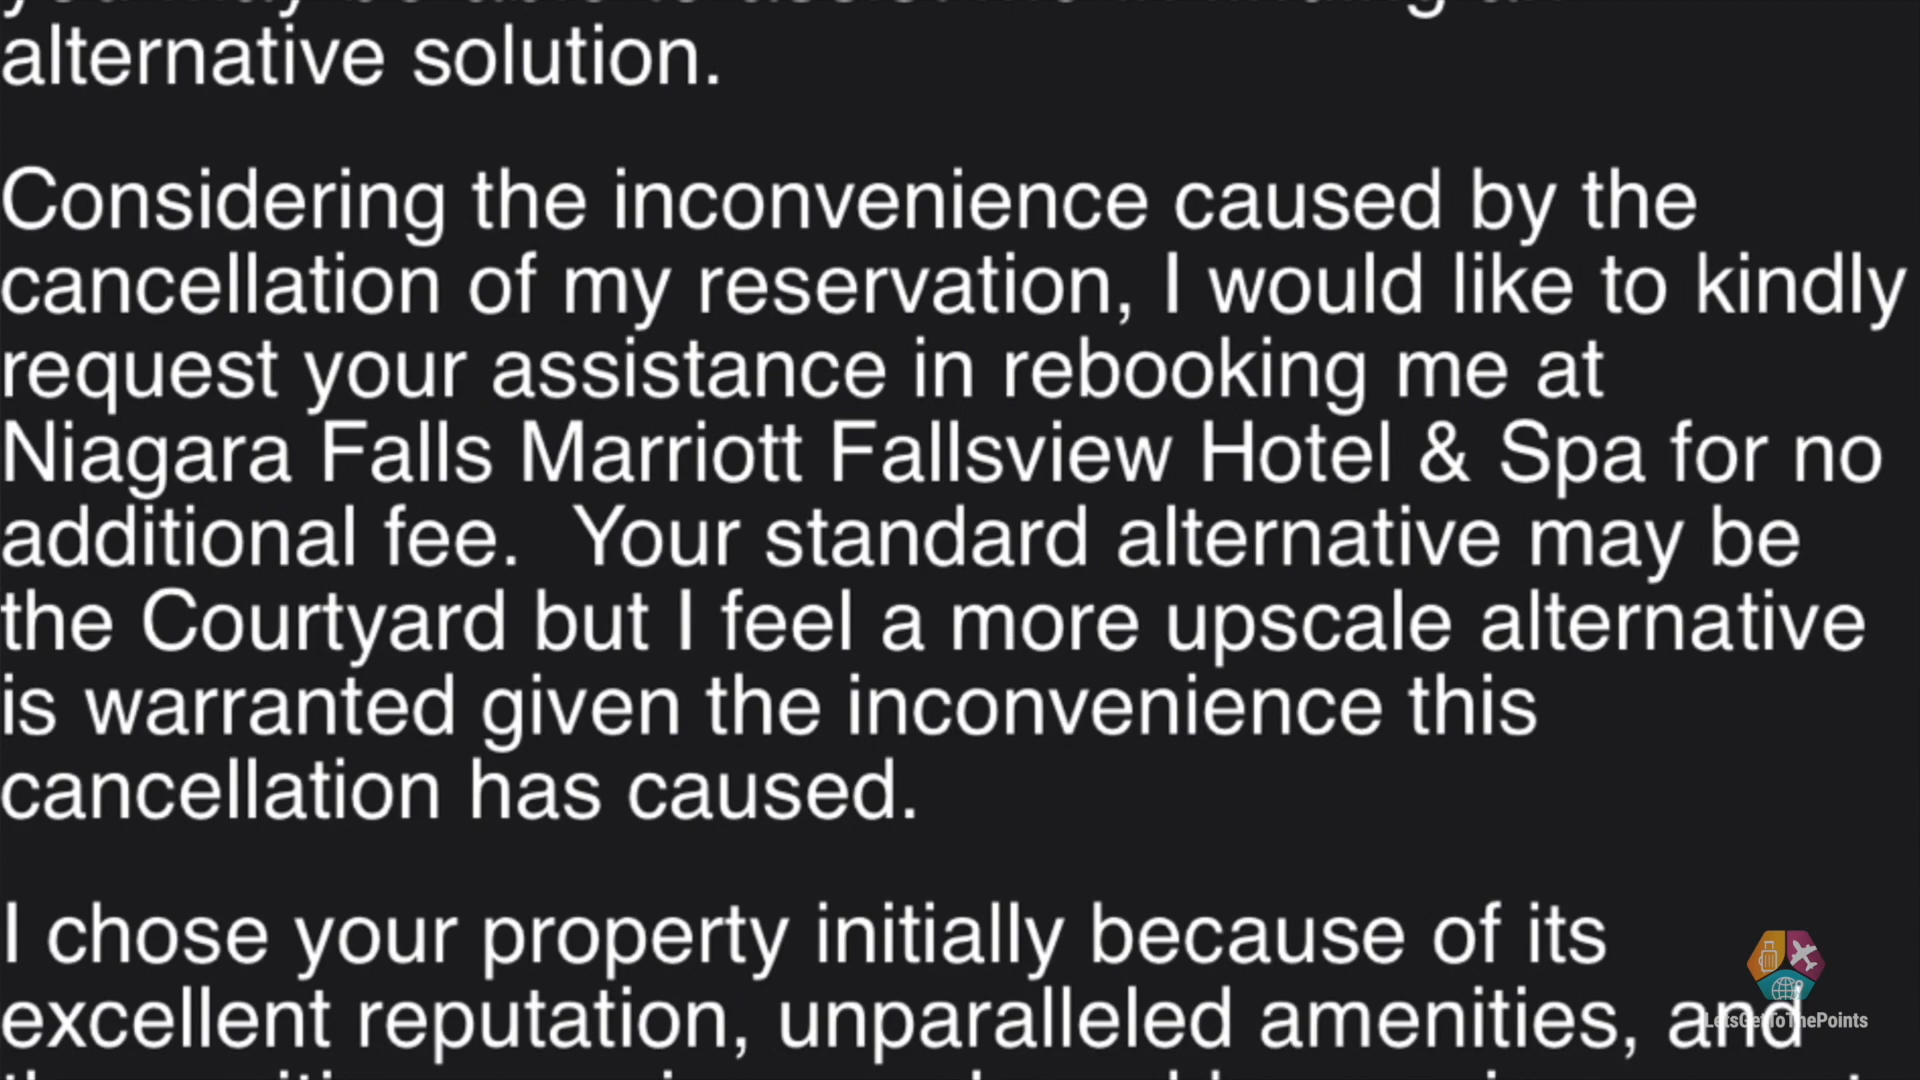 alternative solution.
Considering the inconvenience caused by the
cancellation of my reservation, I would like to kindly
request your assistance in rebooking me at
Niagara Falls Marriott Fallsview Hotel & Spa for no
additional fee.  Your standard alternative may be
the Courtyard but I feel a more upscale alternative
is warranted given the inconvenience this
cancellation has caused.
I chose your property initially because of its
excellent reputation, unparalleled amenities, and
LetsGetToThePoints